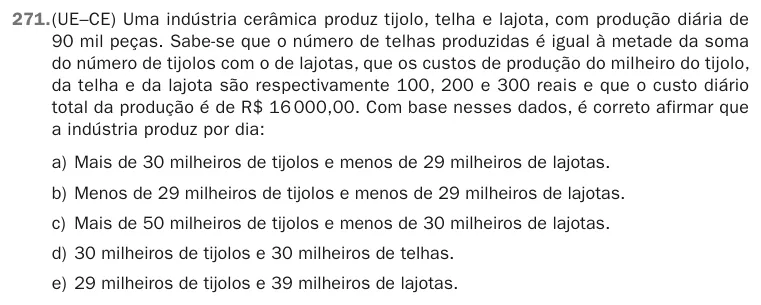 271.(UE–CE) Uma indústria cerâmica produz tijolo, telha e lajota, com produção diária de
90 mil peças. Sabe-se que o número de telhas produzidas é igual à metade da soma
do número de tijolos com o de lajotas, que os custos de produção do milheiro do tijolo,
da telha e da lajota são respectivamente 100, 200 e 300 reais e que o custo diário
total da produção é de R$ 16 000,00. Com base nesses dados, é correto afirmar que
a indústria produz por dia:
a) Mais de 30 milheiros de tijolos e menos de 29 milheiros de lajotas.
b) Menos de 29 milheiros de tijolos e menos de 29 milheiros de lajotas.
c) Mais de 50 milheiros de tijolos e menos de 30 milheiros de lajotas.
d) 30 milheiros de tijolos e 30 milheiros de telhas.
e) 29 milheiros de tijolos e 39 milheiros de lajotas.